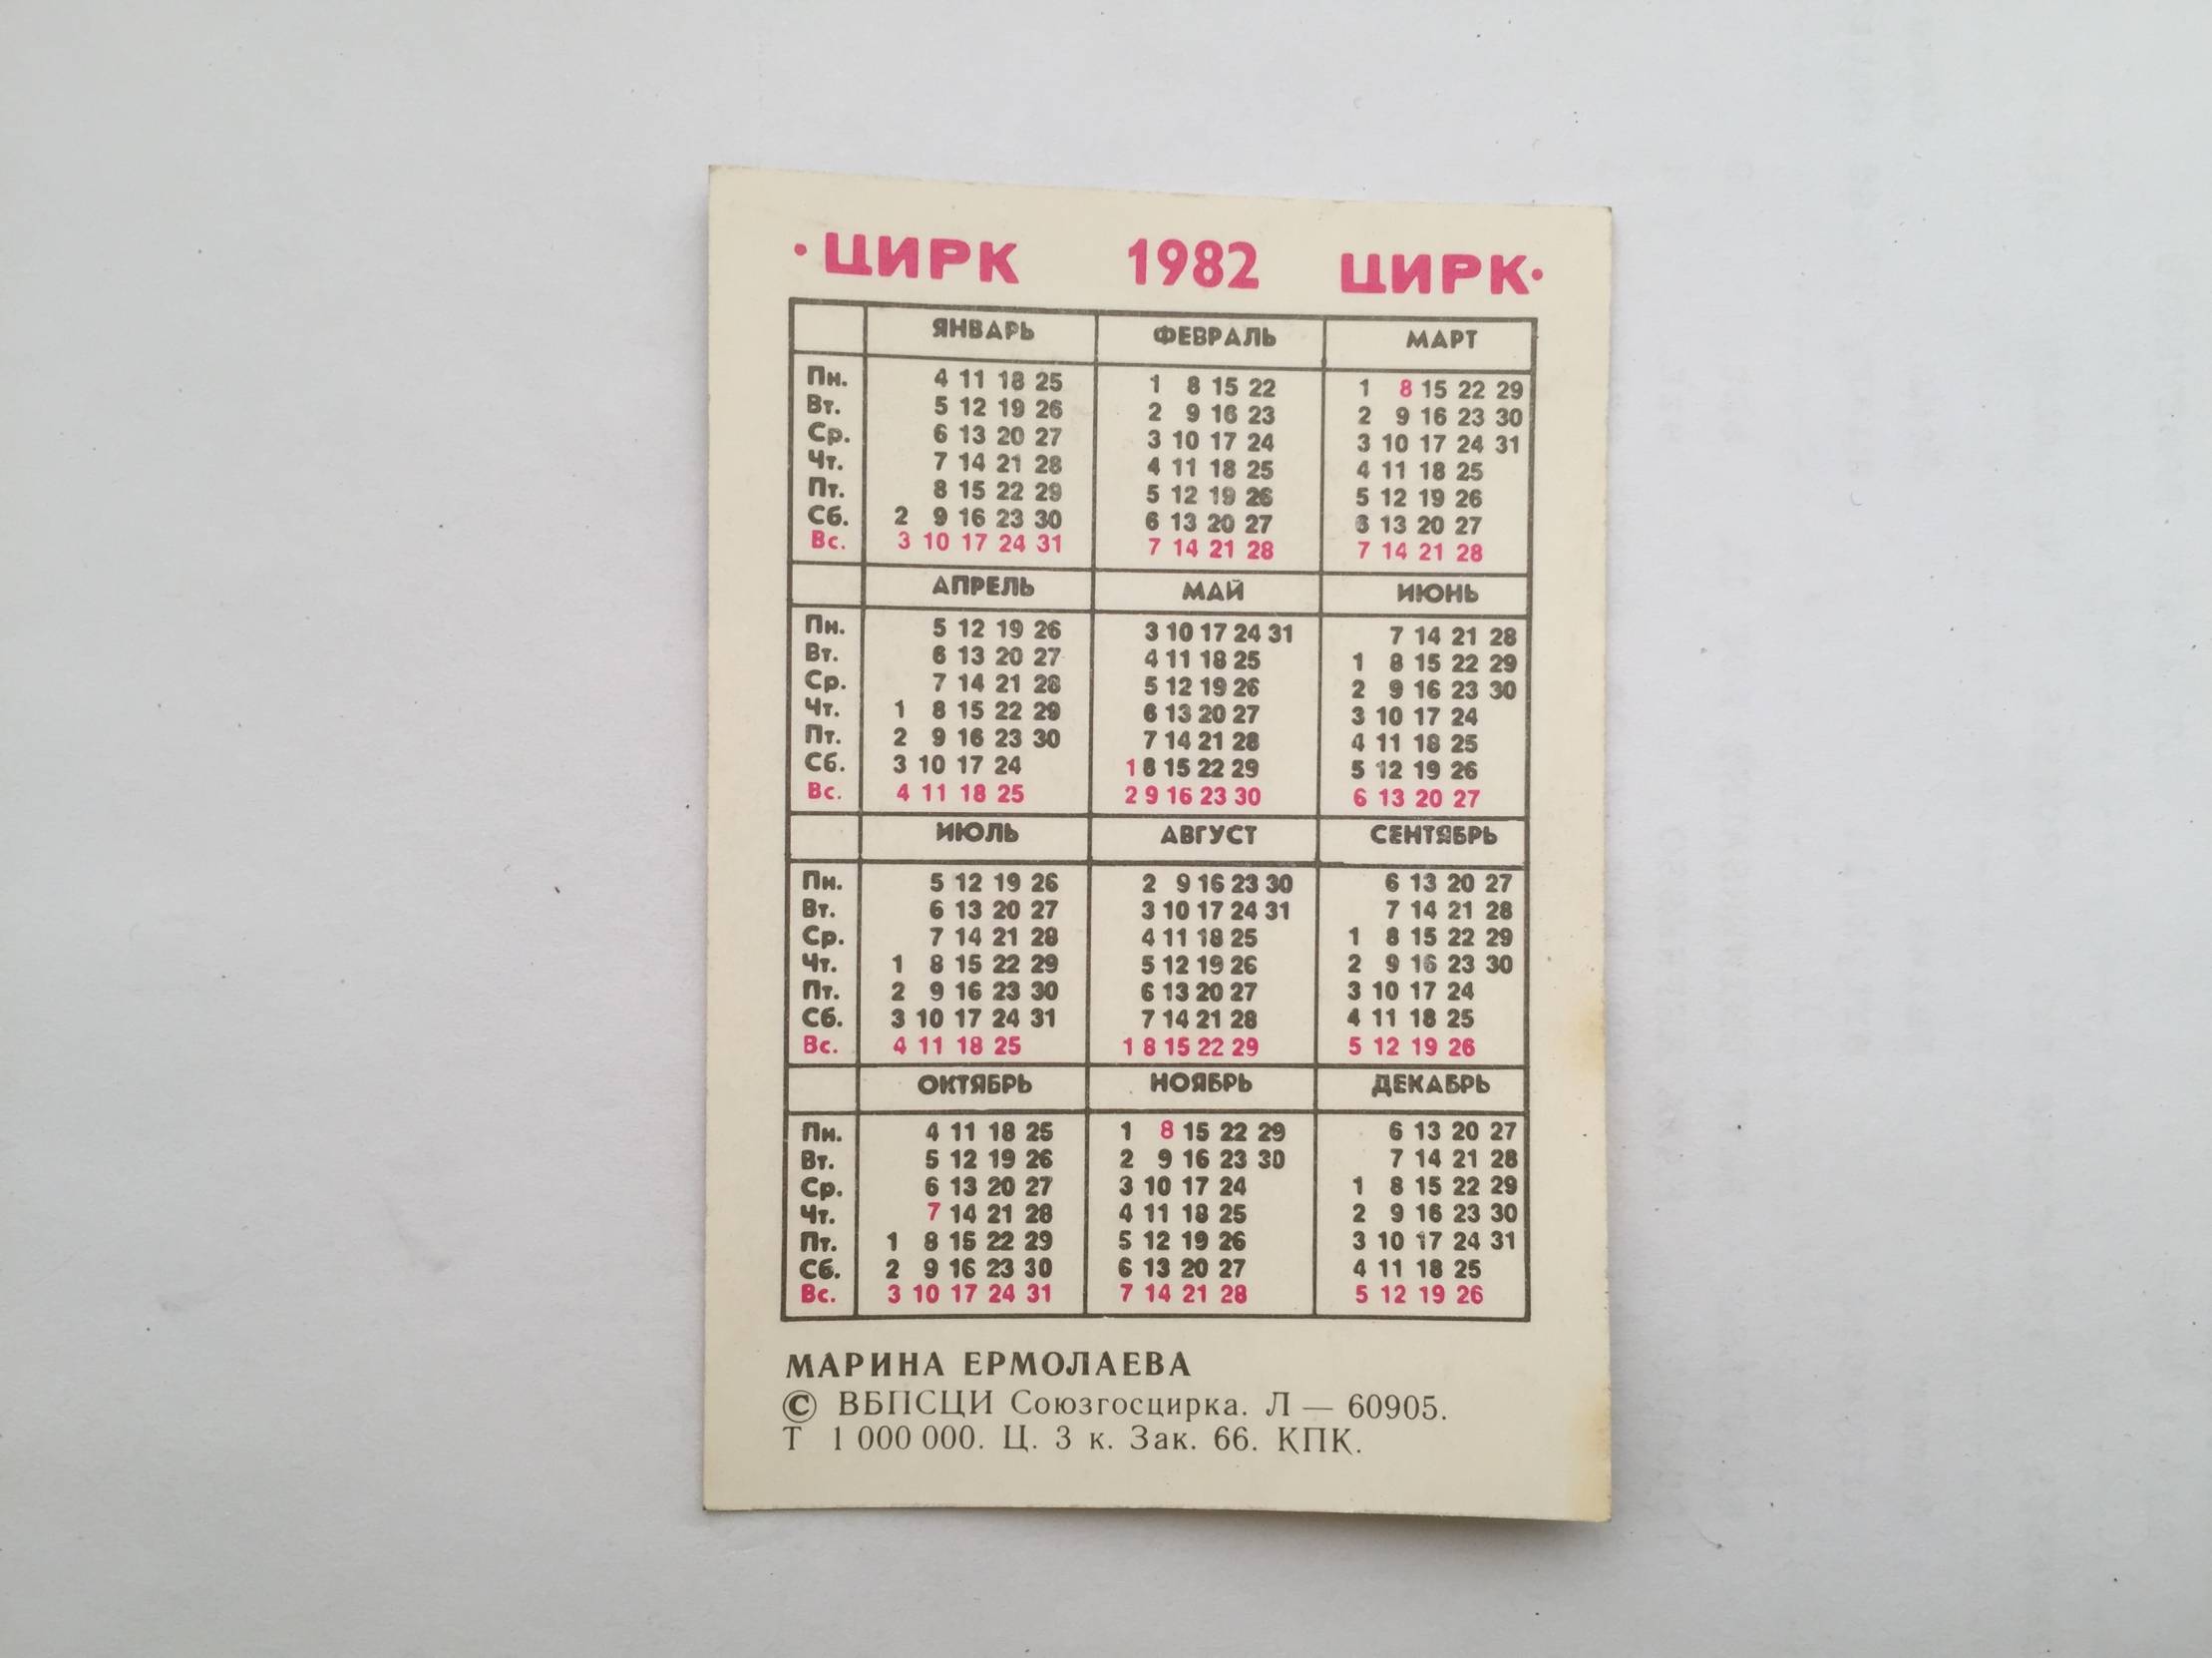 • ЦИРК 1982 ЦИРК •
ЯНВАРЬ ФЕВРАЛЬ МАРТ
Пн. 4 11 18 25 1 8 15 22 1 8 15 22 29
Вт. 5 12 19 26 2 9 16 23 2 9 16 23 30
Ср. 6 13 20 27 3 10 17 24 3 10 17 24 31
Чт. 7 14 21 28 4 11 18 25 4 11 18 25
Пт. 8 15 22 29 5 12 19 26 5 12 19 26
Сб. 2 9 16 23 30 6 13 20 27 6 13 20 27
Вс. 3 10 17 24 31 7 14 21 28 7 14 21 28
АПРЕЛЬ МАЙ ИЮНЬ
Пн. 5 12 19 26 3 10 17 24 31 7 14 21 28
Вт. 6 13 20 27 4 11 18 25 1 8 15 22 29
Ср. 7 14 21 28 5 12 19 26 2 9 16 23 30
Чт. 1 8 15 22 29 6 13 20 27 3 10 17 24
Пт. 2 9 16 23 30 7 14 21 28 4 11 18 25
Сб. 3 10 17 24 1 8 15 22 29 5 12 19 26
Вс. 4 11 18 25 2 9 16 23 30 6 13 20 27
ИЮЛЬ АВГУСТ СЕНТЯБРЬ
Пн. 5 12 19 26 2 9 16 23 30 6 13 20 27
Вт. 6 13 20 27 3 10 17 24 31 7 14 21 28
Ср. 7 14 21 28 4 11 18 25 1 8 15 22 29
Чт. 1 8 15 22 29 5 12 19 26 2 9 16 23 30
Пт. 2 9 16 23 30 6 13 20 27 3 10 17 24
Сб. 3 10 17 24 31 7 14 21 28 4 11 18 25
Вс. 4 11 18 25 1 8 15 22 29 5 12 19 26
ОКТЯБРЬ НОЯБРЬ ДЕКАБРЬ
Пн. 4 11 18 25 1 8 15 22 29 6 13 20 27
Вт. 5 12 19 26 2 9 16 23 30 7 14 21 28
Ср. 6 13 20 27 3 10 17 24 1 8 15 22 29
Чт. 7 14 21 28 4 11 18 25 2 9 16 23 30
Пт. 1 8 15 22 29 5 12 19 26 3 10 17 24 31
Сб. 2 9 16 23 30 6 13 20 27 4 11 18 25
Вс. 3 10 17 24 31 7 14 21 28 5 12 19 26
МАРИНА ЕРМОЛАЕВА
© ВБПСЦИ Союзгосцирка. Л — 60905.
Т 1 000 000. Ц. 3 к. Зак. 66. КПК.